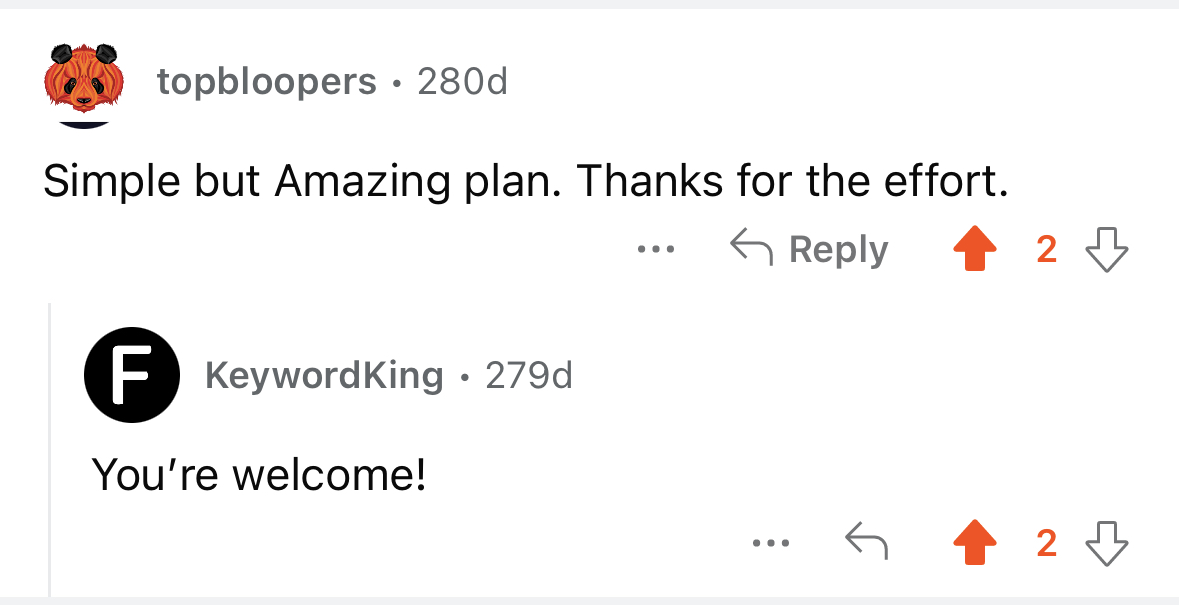 topbloopers • 280d
Simple but Amazing plan. Thanks for the effort.
Reply 2
F
KeywordKing • 279d
You’re welcome!
2